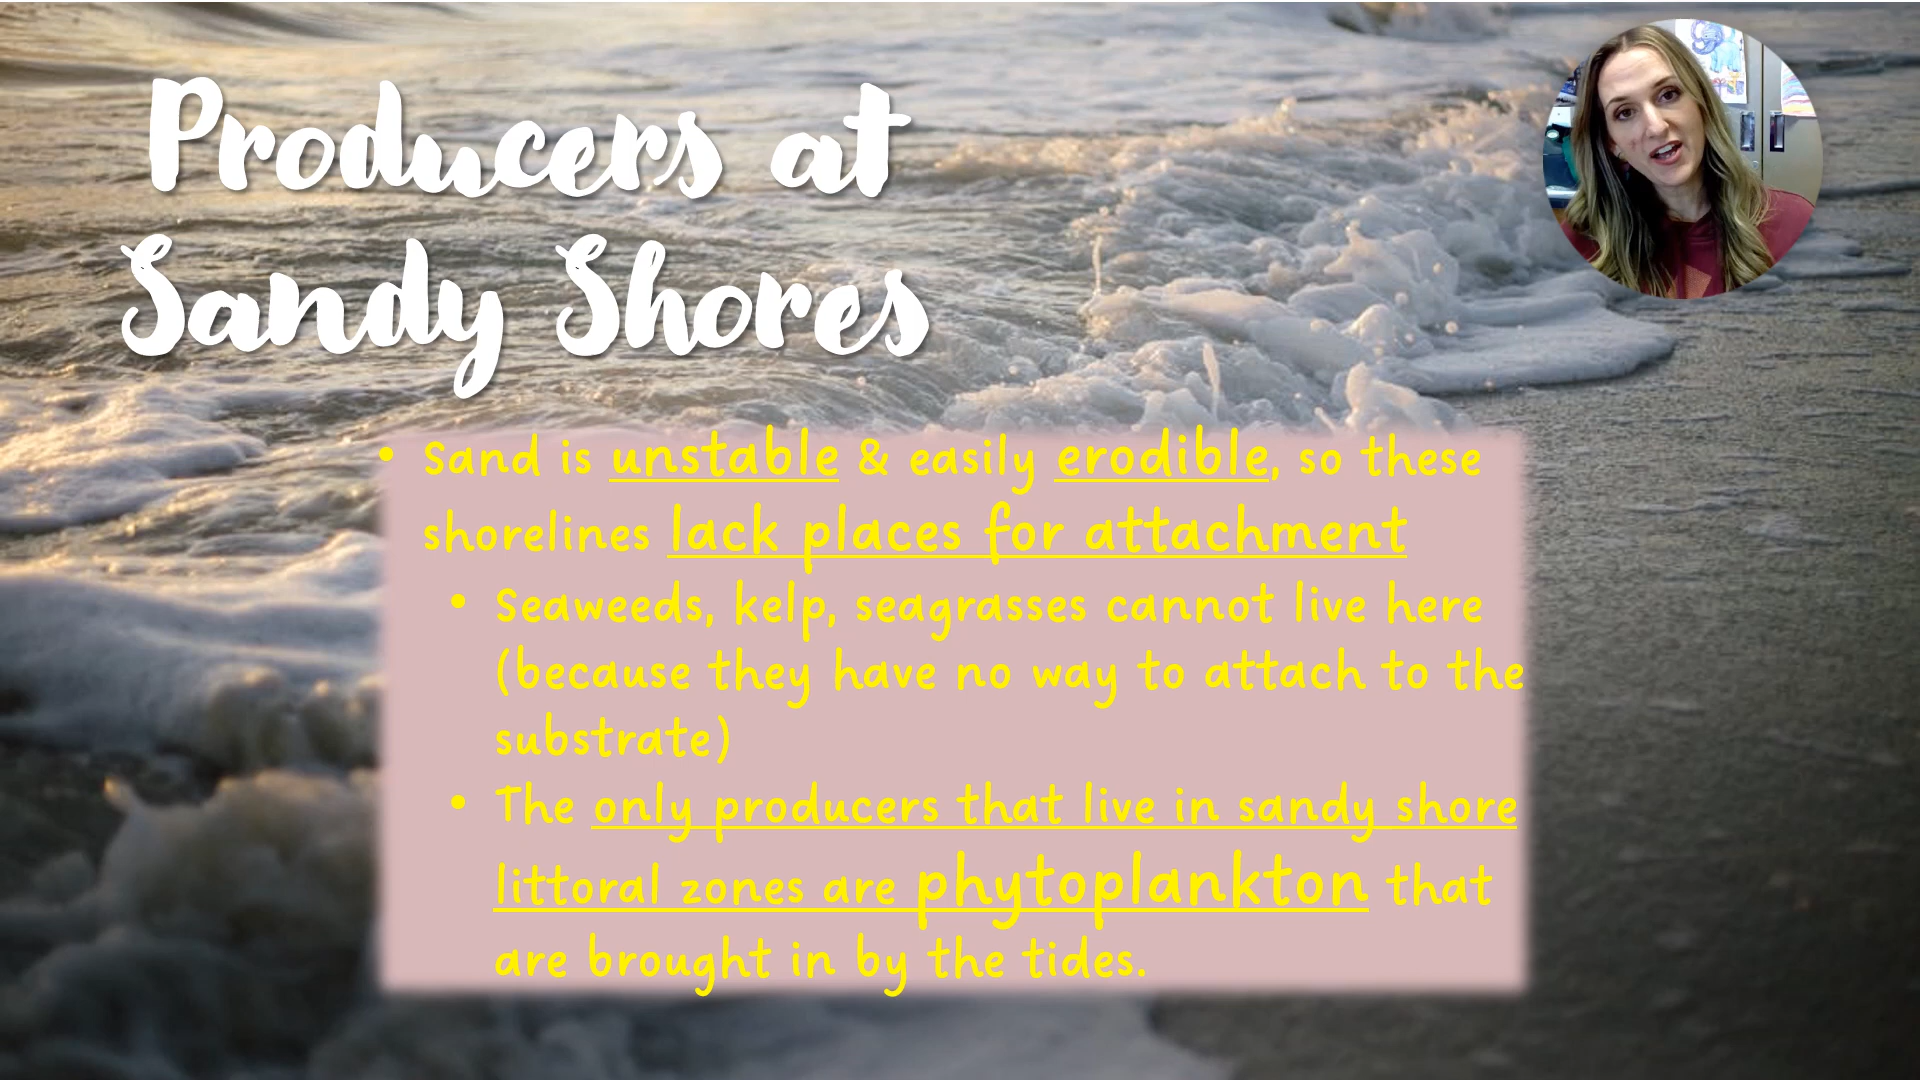 Producers at
Sandy Shores
• Sand is unstable & easily erodible, so these
shorelines lack places for attachment
• Seaweeds, kelp, seagrasses cannot live here
(because they have no way to attach to the
substrate)
• The only producers that live in sandy shore
littoral zones are phytoplankton that
are brought in by the tides.